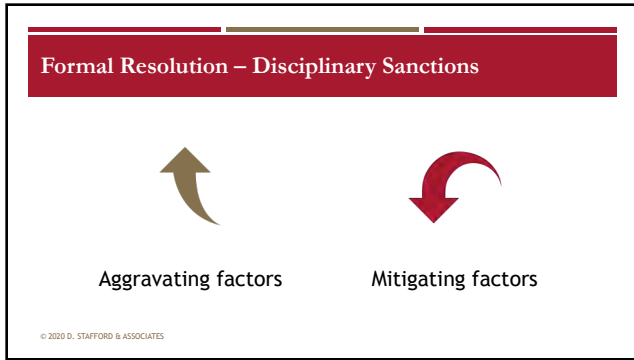 Formal Resolution – Disciplinary Sanctions
Aggravating factors
Mitigating factors
© 2020 D. STAFFORD & ASSOCIATES